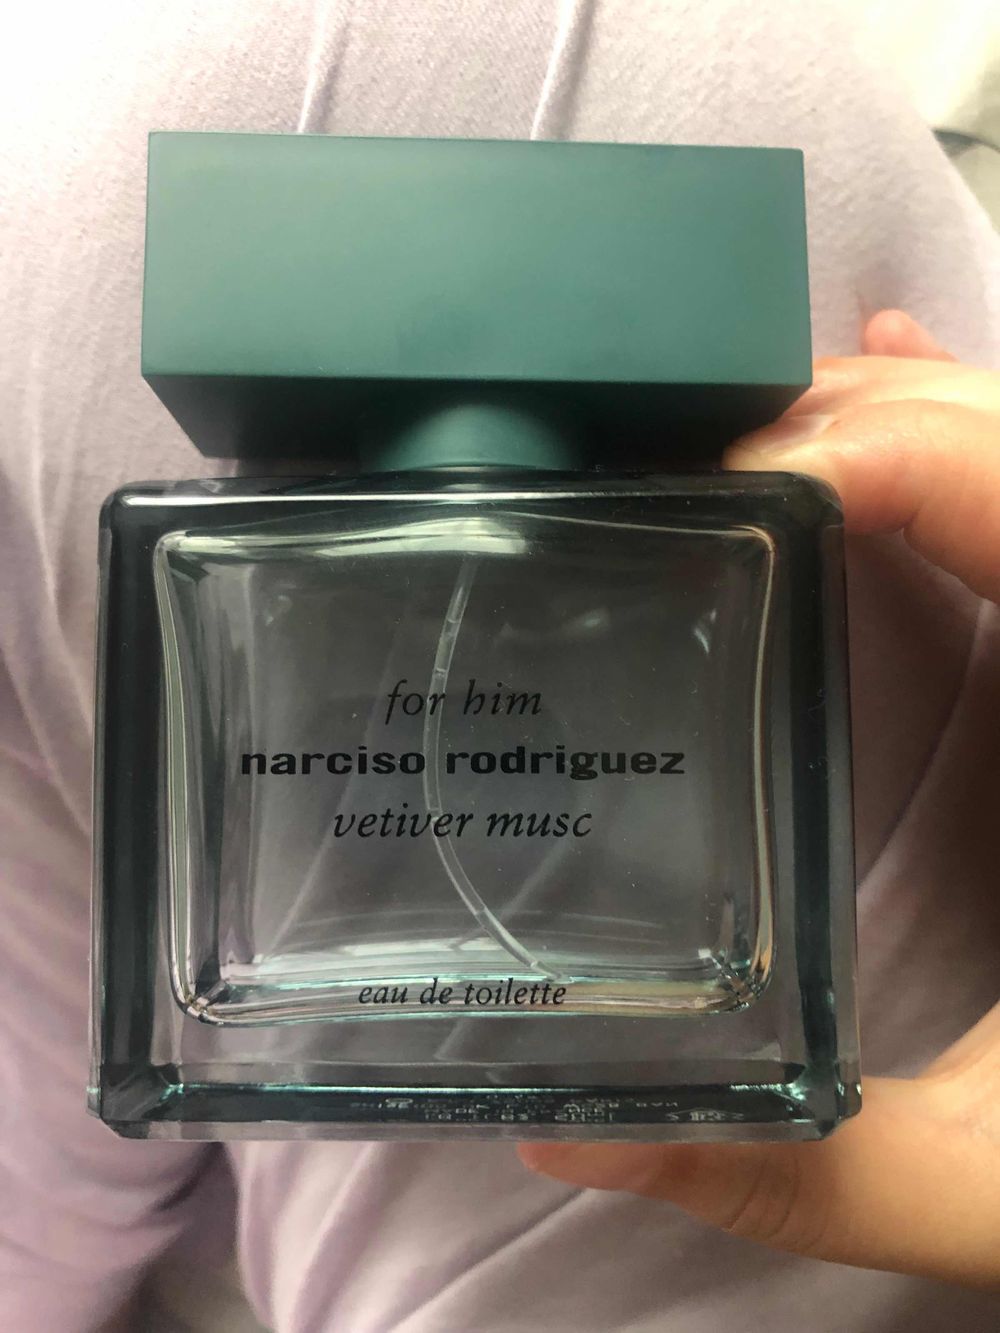 for him
narciso rodriguez
vetiver musc
eau de toilette